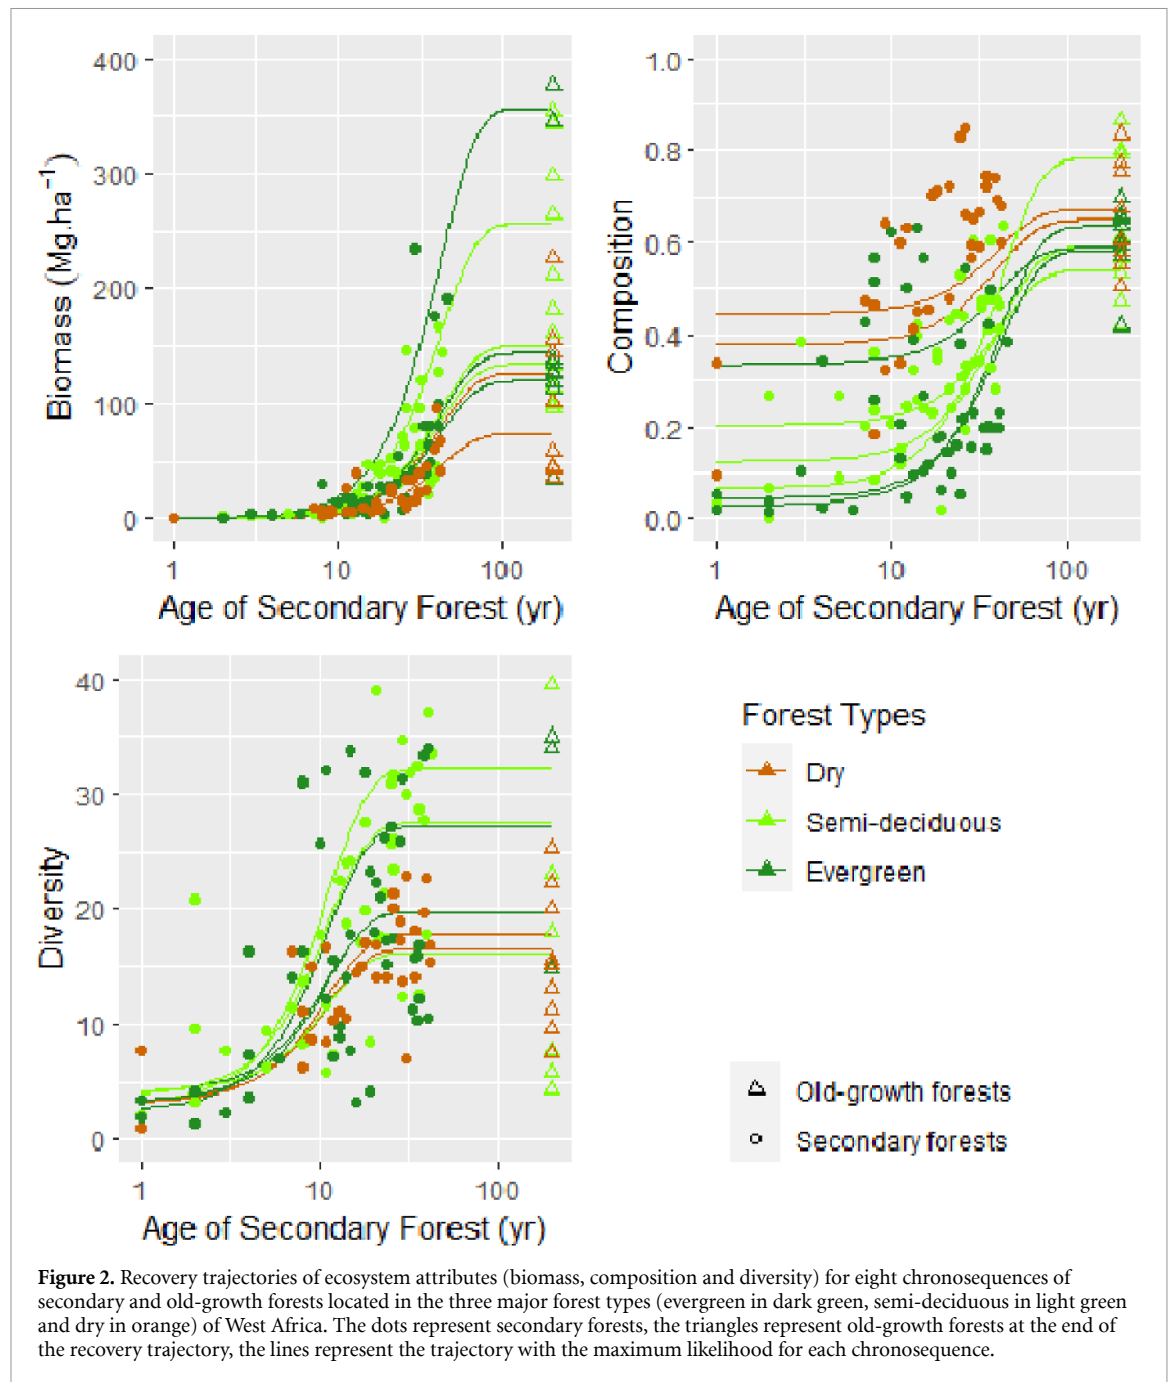 400
300
200
100
0
Biomass (Mg.ha⁻¹)
1
10
100
Age of Secondary Forest (yr)
1.0
0.8
0.6
0.4
0.2
0.0
Composition
1
10
100
Age of Secondary Forest (yr)
40
30
20
10
0
Diversity
1
10
100
Age of Secondary Forest (yr)
Forest Types
Dry
Semi-deciduous
Evergreen
Old-growth forests
Secondary forests
Figure 2. Recovery trajectories of ecosystem attributes (biomass, composition and diversity) for eight chronosequences of
secondary and old-growth forests located in the three major forest types (evergreen in dark green, semi-deciduous in light green
and dry in orange) of West Africa. The dots represent secondary forests, the triangles represent old-growth forests at the end of
the recovery trajectory, the lines represent the trajectory with the maximum likelihood for each chronosequence.